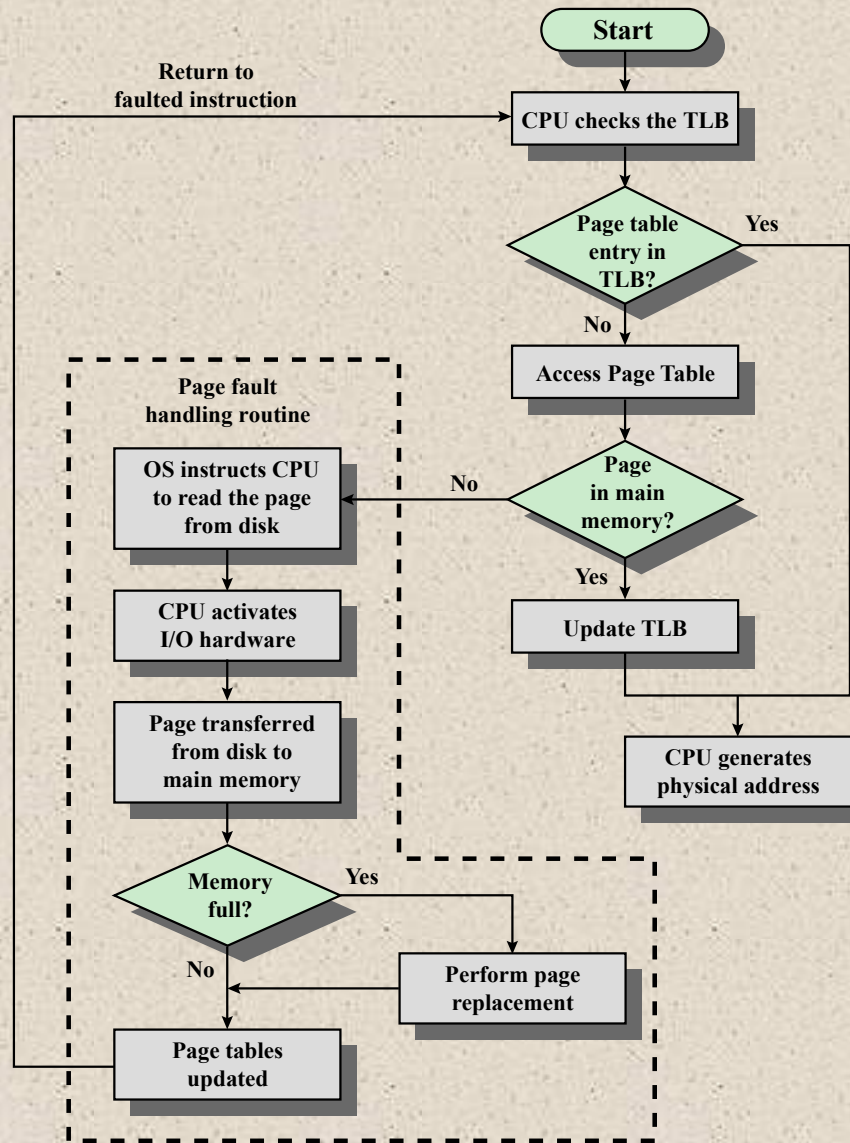 Start
Return to
faulted instruction
CPU checks the TLB
Page table
entry in
TLB?
Yes
No
Access Page Table
Page fault
handling routine
OS instructs CPU
to read the page
from disk
No
Page
in main
memory?
Yes
CPU activates
I/O hardware
Update TLB
Page transferred
from disk to
main memory
CPU generates
physical address
Memory
full?
Yes
No
Perform page
replacement
Page tables
updated